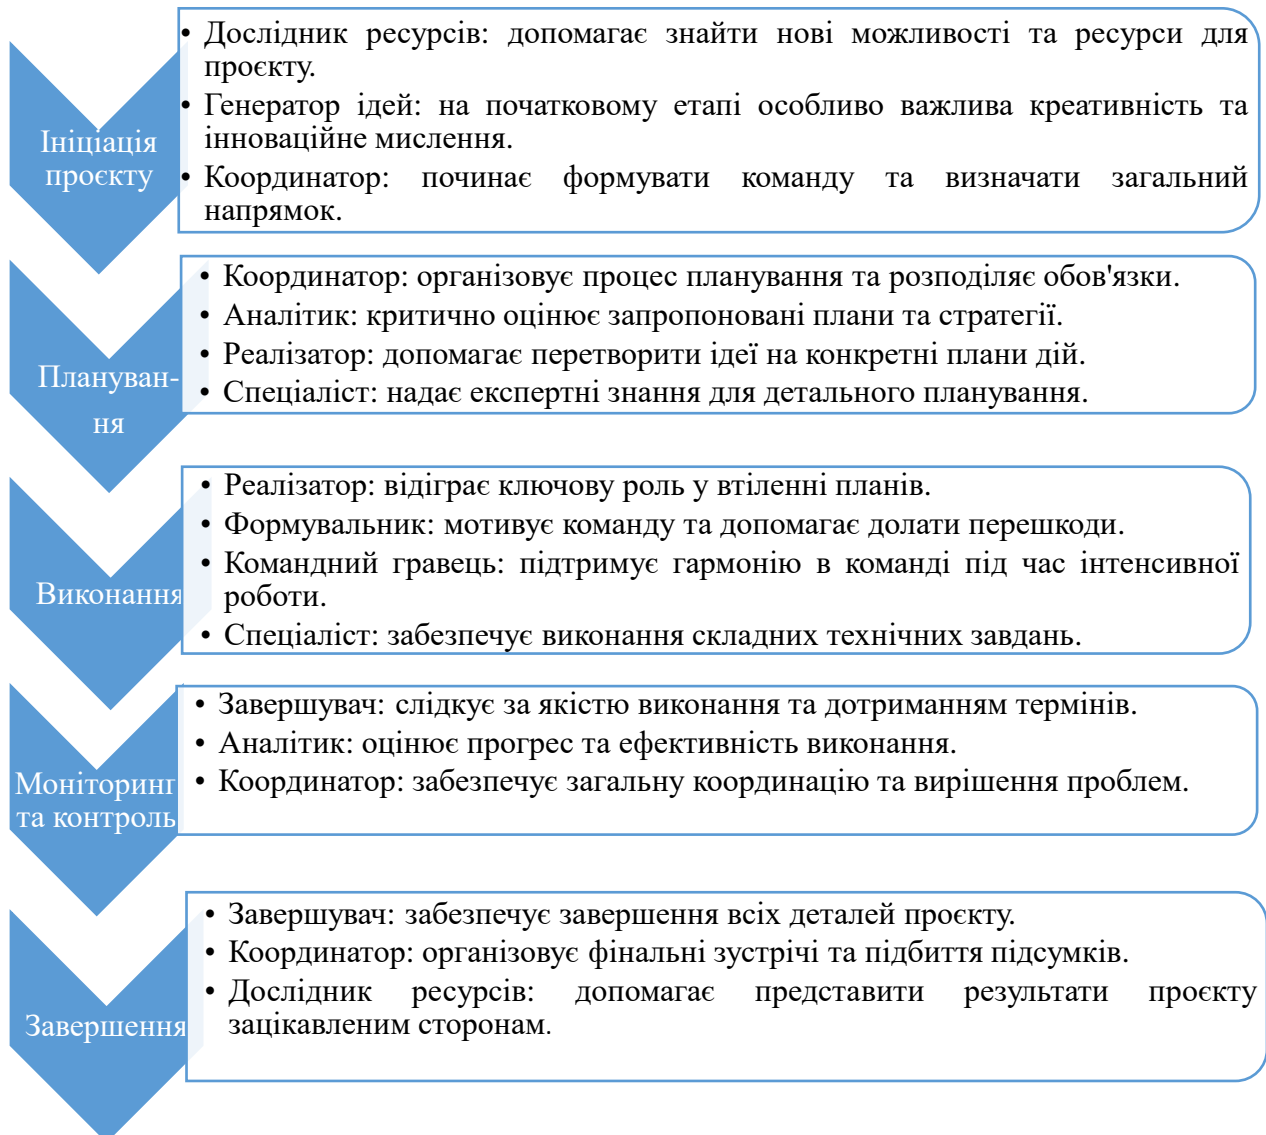 Ініціація
проєкту
• Дослідник ресурсів: допомагає знайти нові можливості та ресурси для
проєкту.
• Генератор ідей: на початковому етапі особливо важлива креативність та
інноваційне мислення.
• Координатор: починає формувати команду та визначати загальний
напрямок.
Плануван-
ня
• Координатор: організовує процес планування та розподіляє обов'язки.
• Аналітик: критично оцінює запропоновані плани та стратегії.
• Реалізатор: допомагає перетворити ідеї на конкретні плани дій.
• Спеціаліст: надає експертні знання для детального планування.
Виконання
• Реалізатор: відіграє ключову роль у втіленні планів.
• Формувальник: мотивує команду та допомагає долати перешкоди.
• Командний гравець: підтримує гармонію в команді під час інтенсивної
роботи.
• Спеціаліст: забезпечує виконання складних технічних завдань.
Моніторинг
та контроль
• Завершувач: слідкує за якістю виконання та дотриманням термінів.
• Аналітик: оцінює прогрес та ефективність виконання.
• Координатор: забезпечує загальну координацію та вирішення проблем.
Завершення
• Завершувач: забезпечує завершення всіх деталей проєкту.
• Координатор: організовує фінальні зустрічі та підбиття підсумків.
• Дослідник ресурсів: допомагає представити результати проєкту
зацікавленим сторонам.